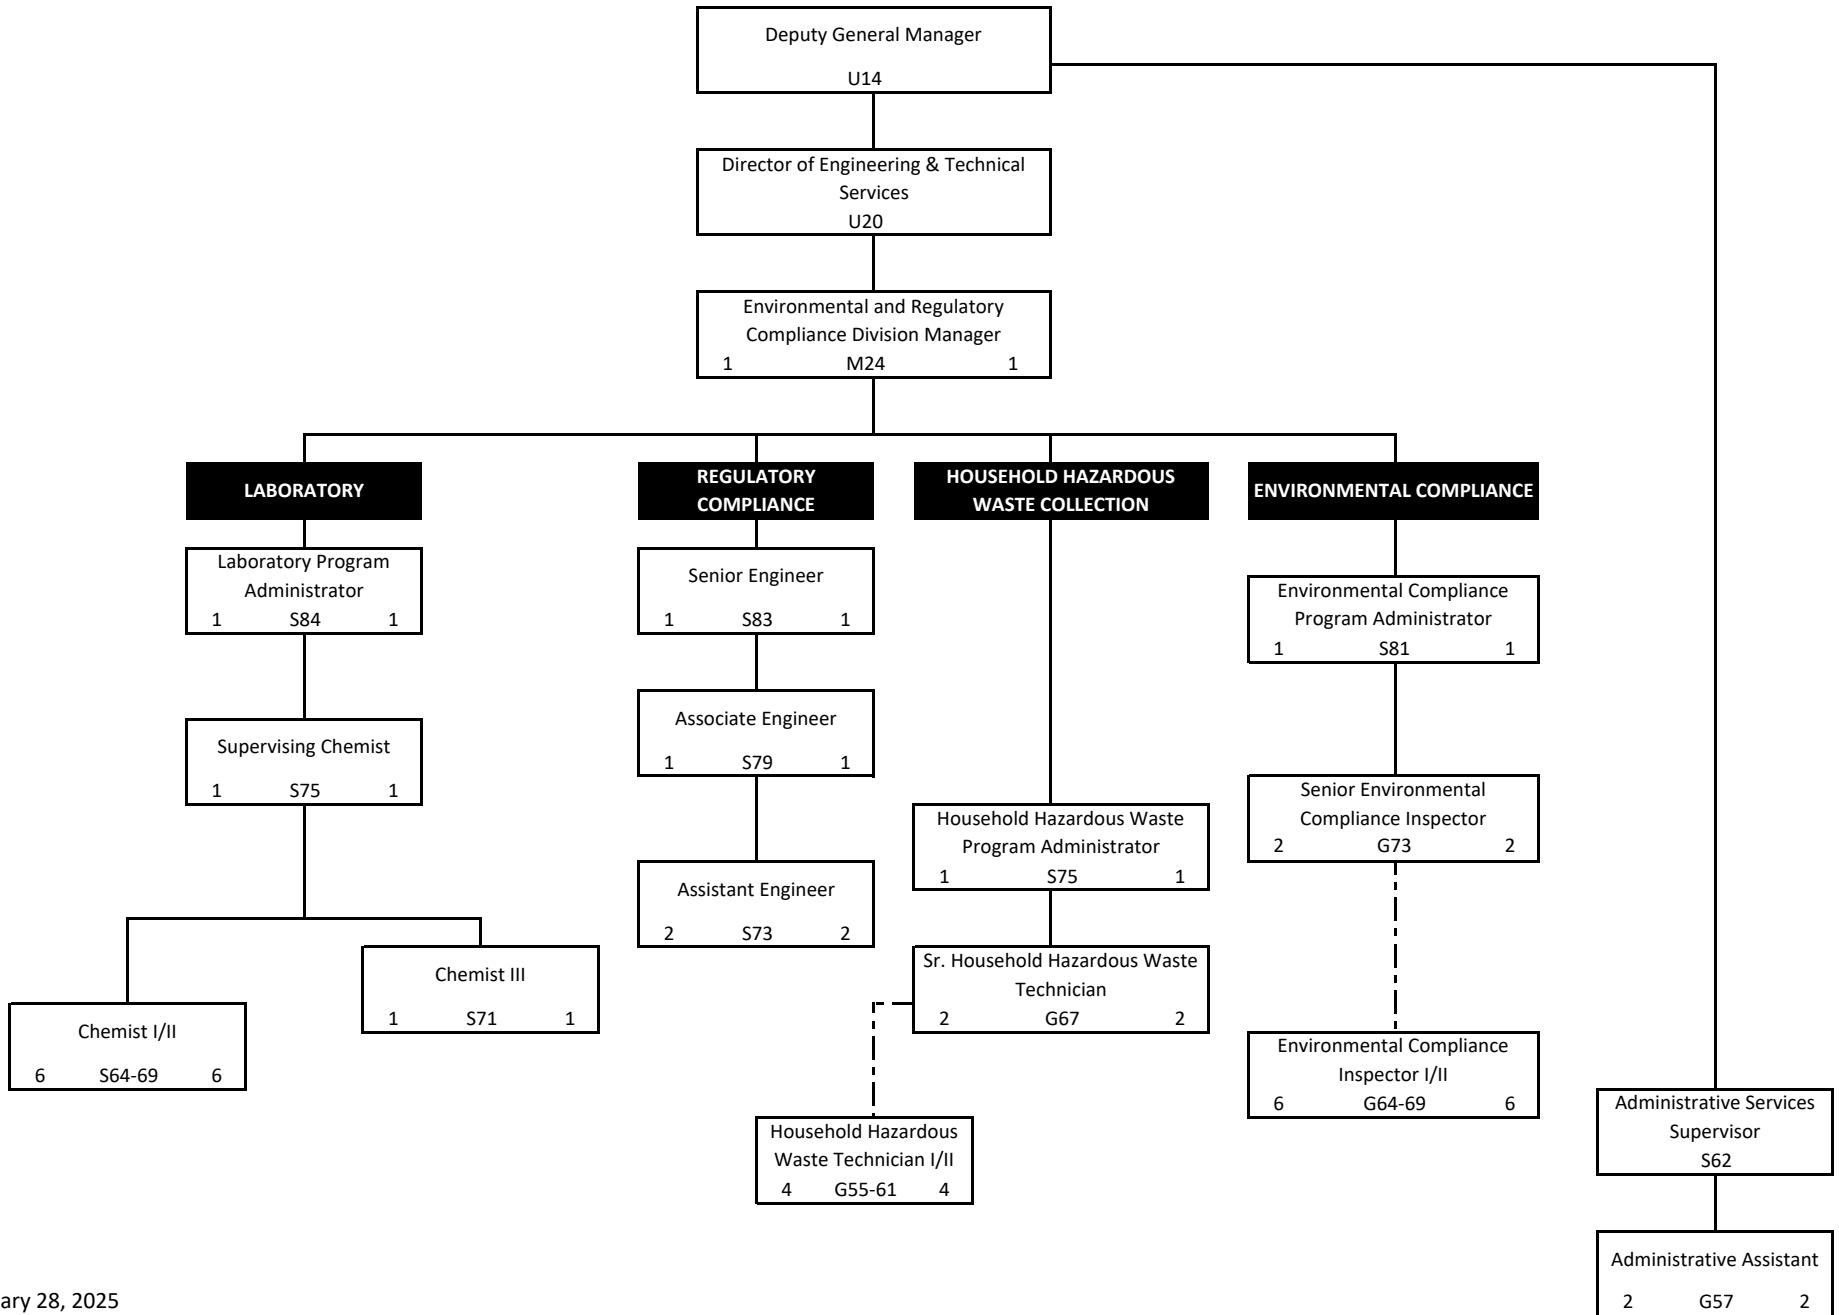 Deputy General Manager
U14
Director of Engineering & Technical
Services
U20
Environmental and Regulatory
Compliance Division Manager
1 M24 1
LABORATORY
Laboratory Program
Administrator
1 S84 1
Supervising Chemist
1 S75 1
Chemist I/II
6 S64-69 6
Chemist III
1 S71 1
REGULATORY
COMPLIANCE
Senior Engineer
1 S83 1
Associate Engineer
1 S79 1
Assistant Engineer
2 S73 2
HOUSEHOLD HAZARDOUS
WASTE COLLECTION
Household Hazardous Waste
Program Administrator
1 S75 1
Sr. Household Hazardous Waste
Technician
2 G67 2
Household Hazardous
Waste Technician I/II
4 G55-61 4
ENVIRONMENTAL COMPLIANCE
Environmental Compliance
Program Administrator
1 S81 1
Senior Environmental
Compliance Inspector
2 G73 2
Environmental Compliance
Inspector I/II
6 G64-69 6
Administrative Services
Supervisor
S62
Administrative Assistant
2 G57 2
ary 28, 2025